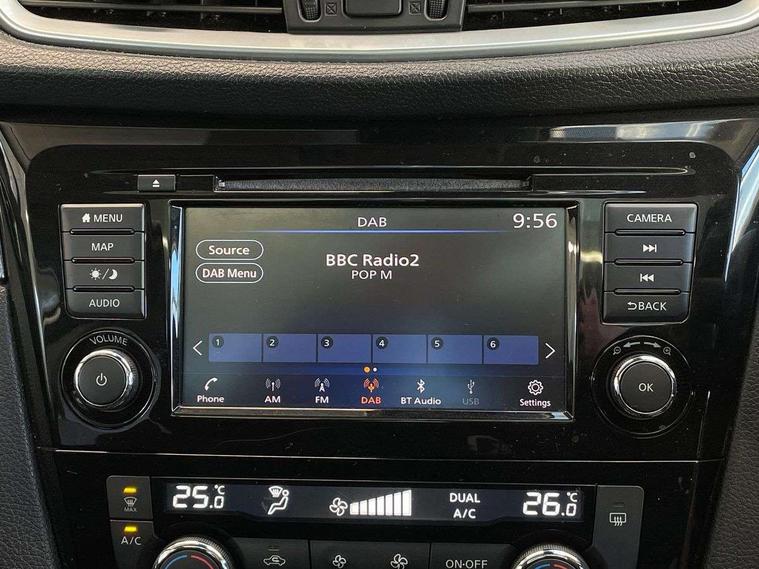 MENU
MAP
AUDIO
VOLUME
DAB 9:56
Source
DAB Menu
BBC Radio2
POP M
1 2 3 4 5 6
Phone AM FM DAB BT Audio USB Settings
CAMERA
BACK
OK
MAX
A/C
25.0 °C
DUAL
A/C
26.0 °C
ON·OFF